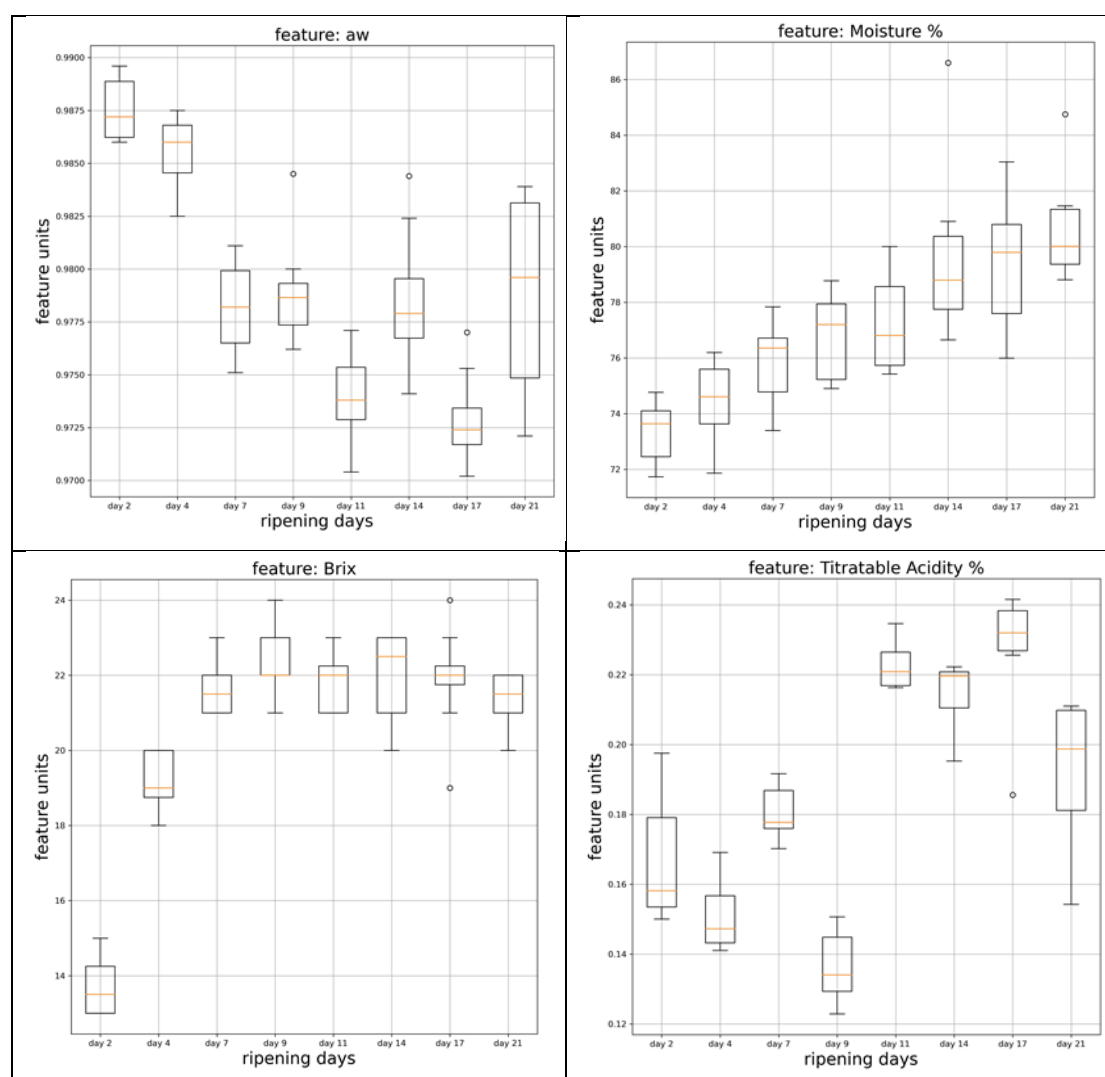 feature: aw
0.9900
0.9875
0.9850
0.9825
0.9800
0.9775
0.9750
0.9725
0.9700
feature units
day 2 day 4 day 7 day 9 day 11 day 14 day 17 day 21
ripening days
feature: Moisture %
86
84
82
80
78
76
74
72
feature units
day 2 day 4 day 7 day 9 day 11 day 14 day 17 day 21
ripening days
feature: Brix
24
22
20
18
16
14
feature units
day 2 day 4 day 7 day 9 day 11 day 14 day 17 day 21
ripening days
feature: Titratable Acidity %
0.24
0.22
0.20
0.18
0.16
0.14
0.12
feature units
day 2 day 4 day 7 day 9 day 11 day 14 day 17 day 21
ripening days